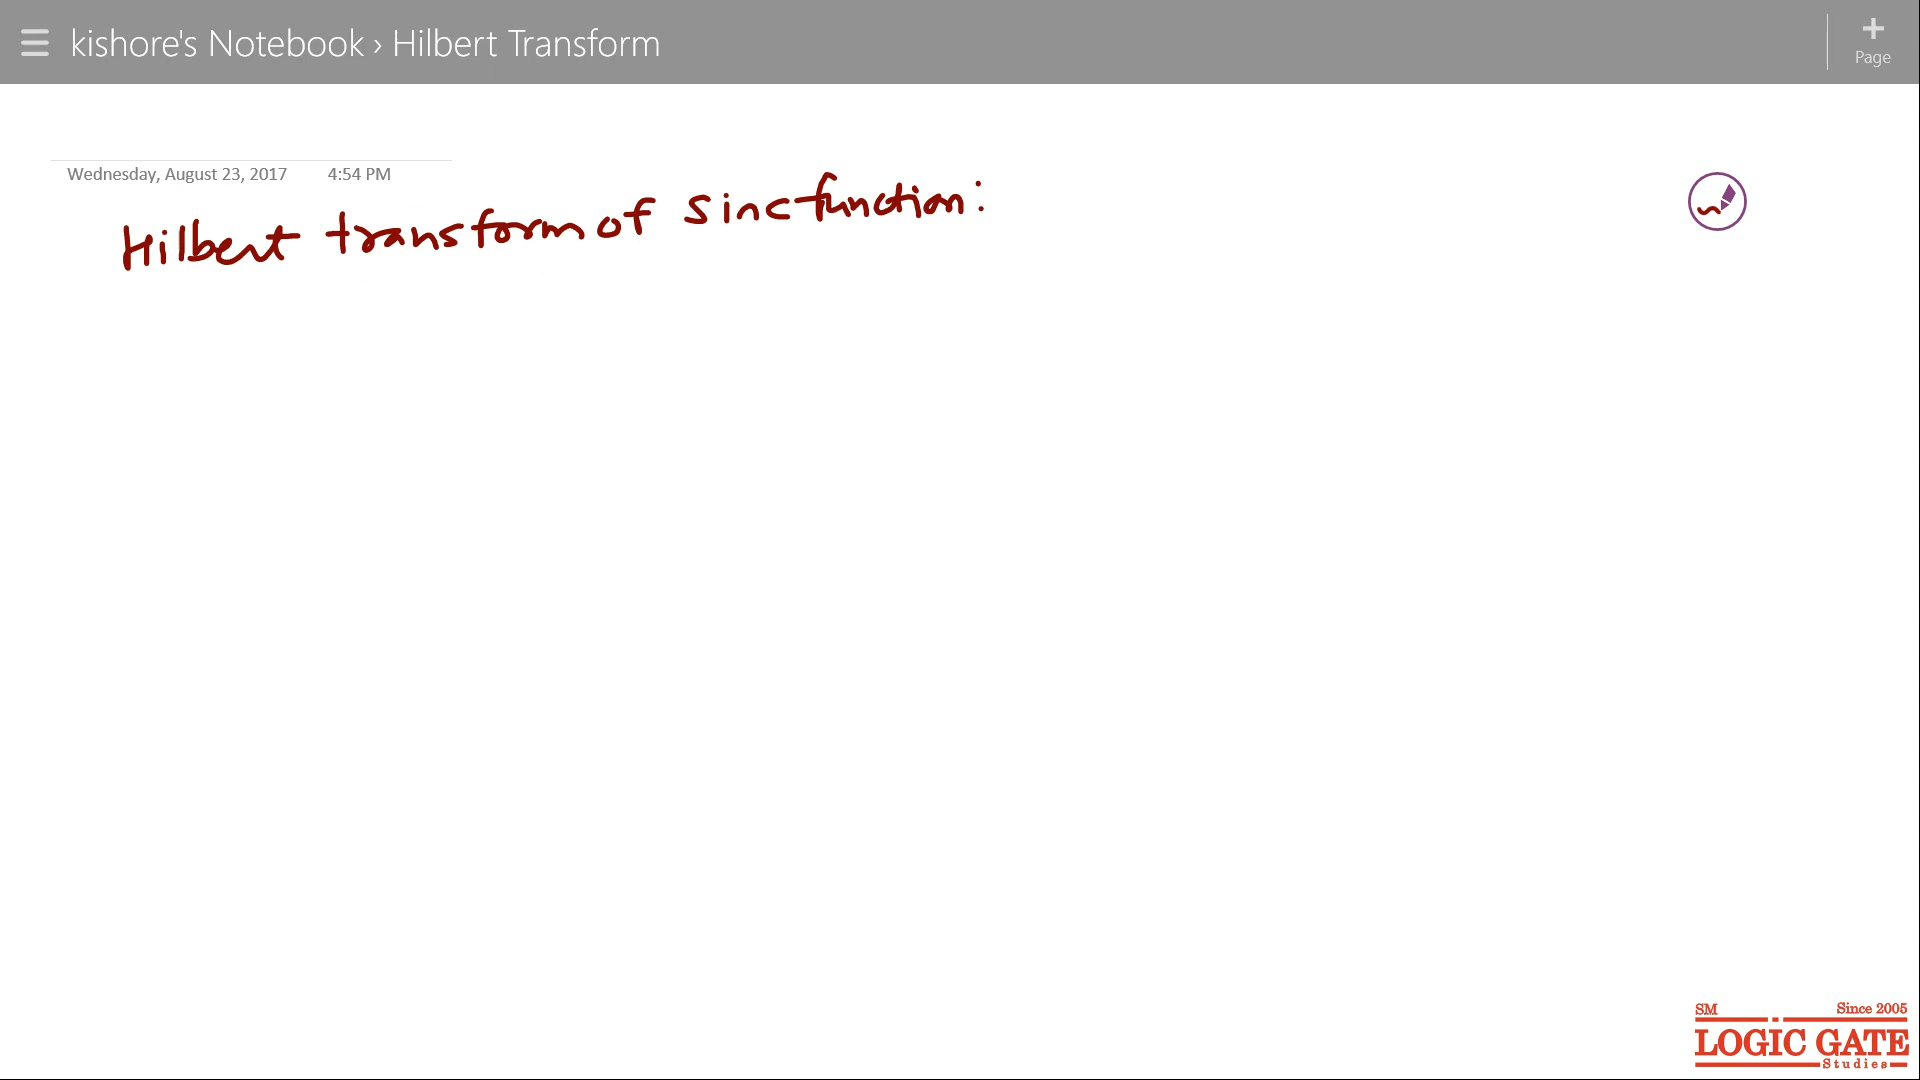 kishore's Notebook › Hilbert Transform
Page
Wednesday, August 23, 2017 4:54 PM
Hilbert transform of sinc function:
SM Since 2005
LOGiC GATE
Studies